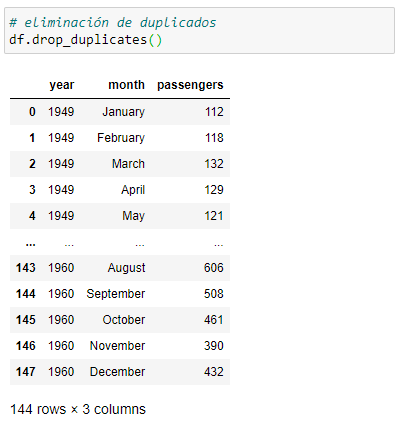 # eliminación de duplicados
df.drop_duplicates()
year month passengers
0 1949 January 112
1 1949 February 118
2 1949 March 132
3 1949 April 129
4 1949 May 121
... ... ... ...
143 1960 August 606
144 1960 September 508
145 1960 October 461
146 1960 November 390
147 1960 December 432
144 rows × 3 columns